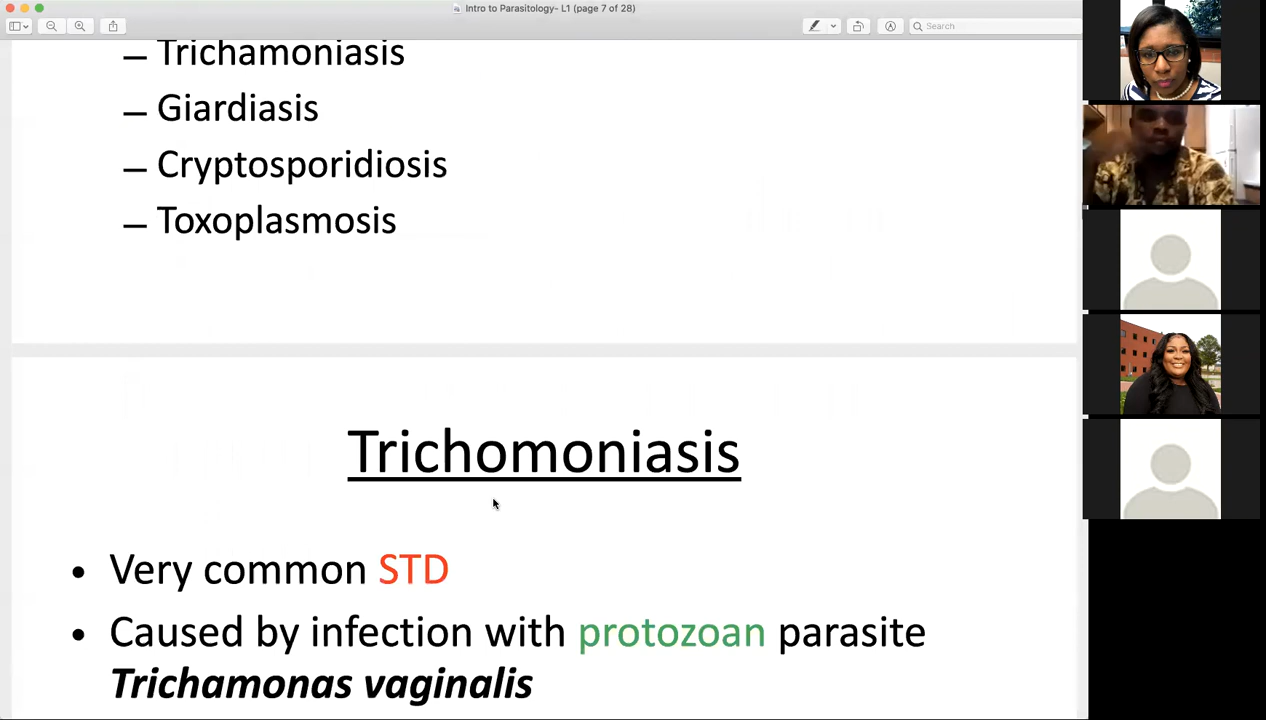 Intro to Parasitology- L1 (page 7 of 28)
Search
– Trichamoniasis
– Giardiasis
– Cryptosporidiosis
– Toxoplasmosis
Trichomoniasis
• Very common STD
• Caused by infection with protozoan parasite
Trichamonas vaginalis